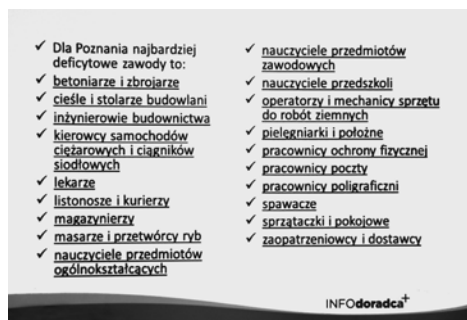 ✓ Dla Poznania najbardziej
deficytowe zawody to:
✓ betoniarze i zbrojarze
✓ cieśle i stolarze budowlani
✓ inżynierowie budownictwa
✓ kierowcy samochodów
ciężarowych i ciągników
siodłowych
✓ lekarze
✓ listonosze i kurierzy
✓ magazynierzy
✓ masarze i przetwórcy ryb
✓ nauczyciele przedmiotów
ogólnokształcących
✓ nauczyciele przedmiotów
zawodowych
✓ nauczyciele przedszkoli
✓ operatorzy i mechanicy sprzętu
do robót ziemnych
✓ pielęgniarki i położne
✓ pracownicy ochrony fizycznej
✓ pracownicy poczty
✓ pracownicy poligraficzni
✓ spawacze
✓ sprzątaczki i pokojowe
✓ zaopatrzeniowcy i dostawcy
INFOdoradca+